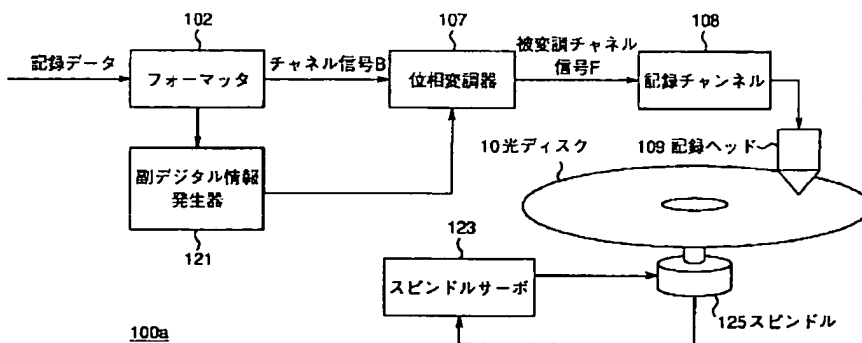 102
107
108
記録データ
フォーマッタ
チャネル信号B
位相変調器
被変調チャネル
信号F
記録チャンネル
109 記録ヘッド
10光ディスク
副デジタル情報
発生器
121
123
スピンドルサーボ
125スピンドル
100a